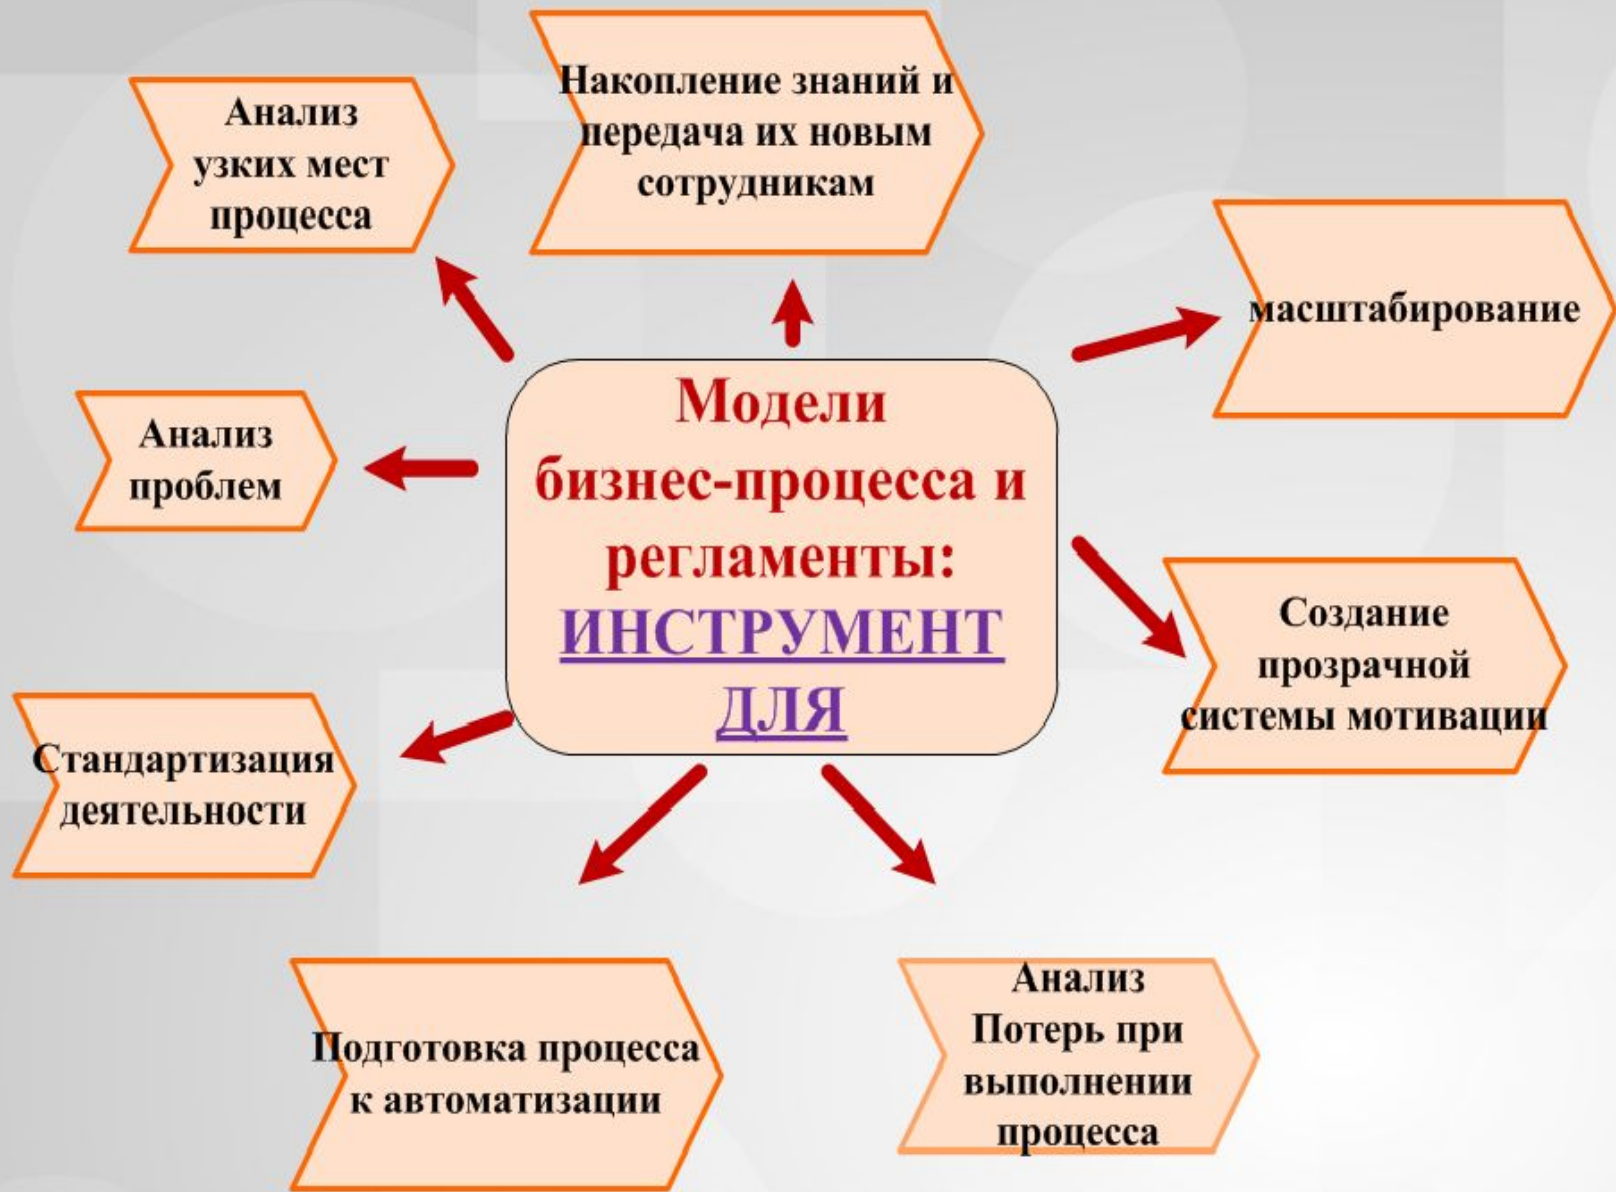 Накопление знаний и
передача их новым
сотрудникам
Анализ
узких мест
процесса
масштабирование
Модели
бизнес-процесса и
регламенты:
ИНСТРУМЕНТ
ДЛЯ
Анализ
проблем
Создание
прозрачной
системы мотивации
Стандартизация
деятельности
Подготовка процесса
к автоматизации
Анализ
Потерь при
выполнении
процесса